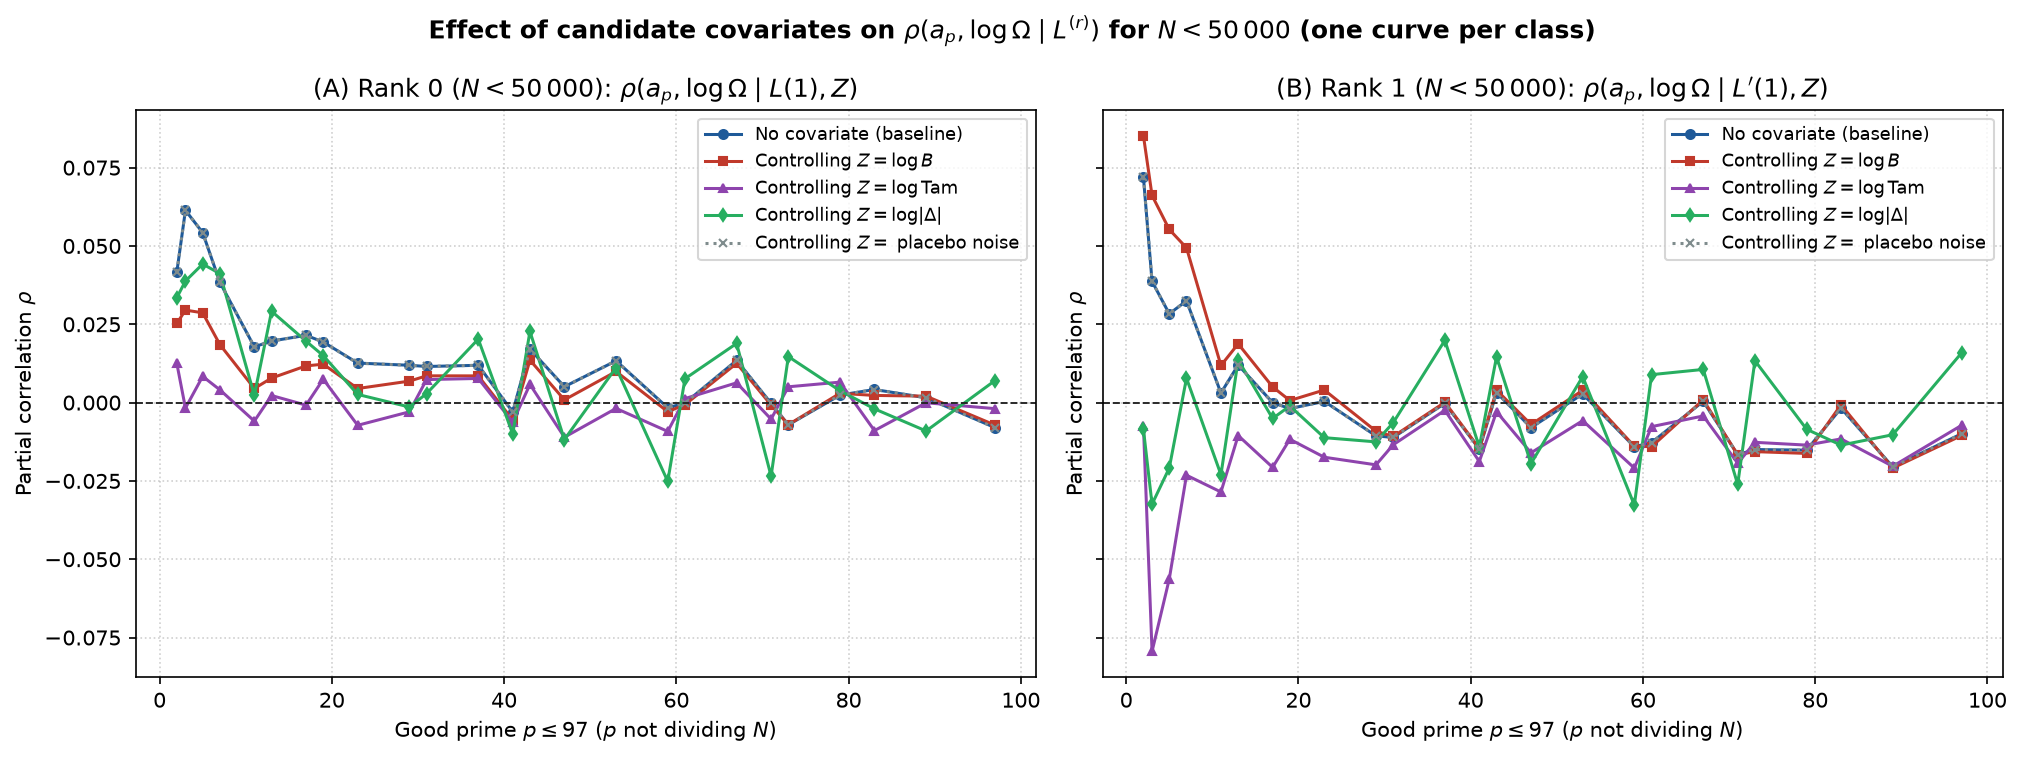 Effect of candidate covariates on ρ(a_p, log Ω | L^(r)) for N < 50 000 (one curve per class)
(A) Rank 0 (N < 50 000): ρ(a_p, log Ω | L(1), Z)
Partial correlation ρ
0.075
0.050
0.025
0.000
−0.025
−0.050
−0.075
No covariate (baseline)
Controlling Z = log B
Controlling Z = log Tam
Controlling Z = log|Δ|
Controlling Z = placebo noise
0 20 40 60 80 100
Good prime p ≤ 97 (p not dividing N)
(B) Rank 1 (N < 50 000): ρ(a_p, log Ω | L′(1), Z)
Partial correlation ρ
No covariate (baseline)
Controlling Z = log B
Controlling Z = log Tam
Controlling Z = log|Δ|
Controlling Z = placebo noise
0 20 40 60 80 100
Good prime p ≤ 97 (p not dividing N)